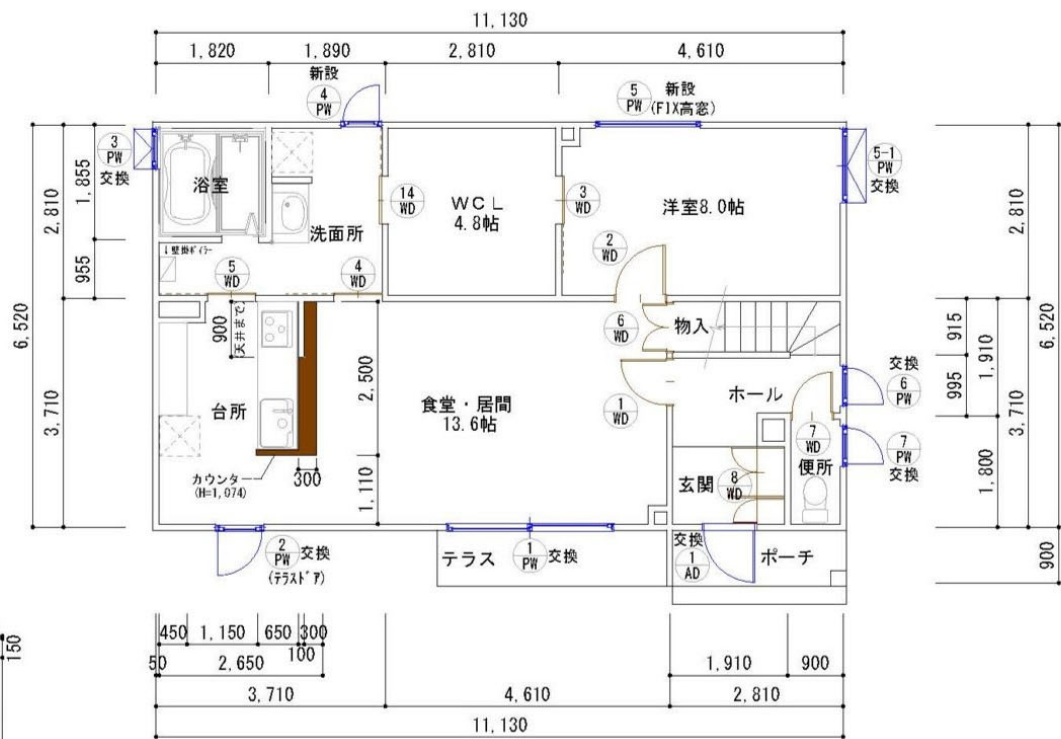 11,130
1,820
1,890
2,810
4,610
新設
4
PW
5
PW
新設
(FIX高窓)
3
PW
交換
浴室
洗面所
14
WD
WCL
4.8帖
3
WD
洋室8.0帖
5-1
PW
交換
2
WD
5
WD
4
WD
6,520
2,810
3,710
1,855
955
900
(天井まで)
台所
カウンター
(H=1,074)
300
2,500
1,110
食堂・居間
13.6帖
6
WD
物入
1
WD
ホール
7
WD
便所
玄関
8
WD
交換
6
PW
7
PW
交換
2,810
915
995
1,910
1,800
3,710
6,520
900
2
PW
交換
(テラスドア)
テラス
1
PW
交換
交換
1
AD
ポーチ
150
450
1,150
650
300
50
2,650
100
1,910
900
3,710
4,610
2,810
11,130